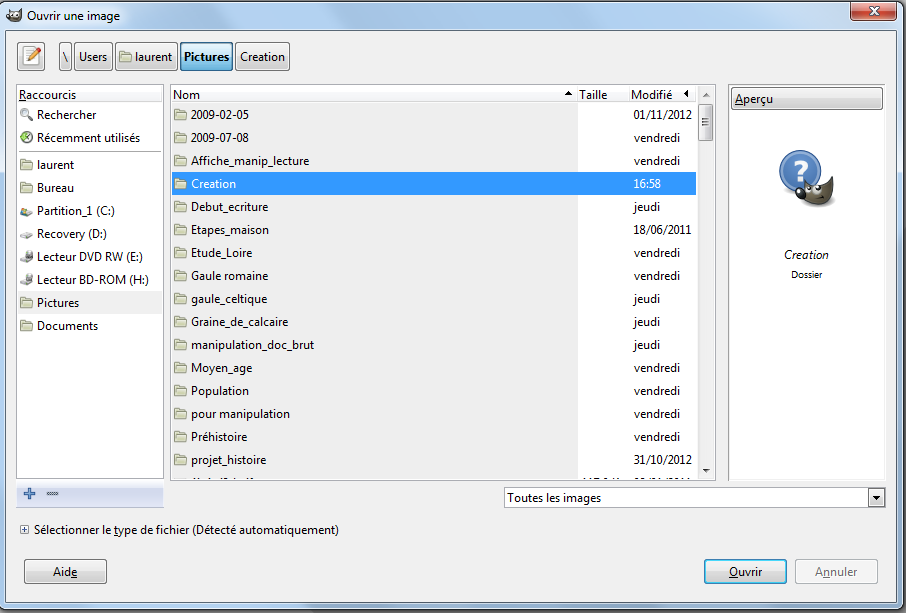 Ouvrir une image
\ Users laurent Pictures Creation
Raccourcis
Rechercher
Récemment utilisés
laurent
Bureau
Partition_1 (C:)
Recovery (D:)
Lecteur DVD RW (E:)
Lecteur BD-ROM (H:)
Pictures
Documents
Nom Taille Modifié
2009-02-05 01/11/2012
2009-07-08 vendredi
Affiche_manip_lecture vendredi
Creation 16:58
Debut_ecriture jeudi
Etapes_maison 18/06/2011
Etude_Loire vendredi
Gaule romaine vendredi
gaule_celtique jeudi
Graine_de_calcaire jeudi
manipulation_doc_brut jeudi
Moyen_age vendredi
Population vendredi
pour manipulation vendredi
Préhistoire vendredi
projet_histoire 31/10/2012
Aperçu
Creation
Dossier
Toutes les images
Sélectionner le type de fichier (Détecté automatiquement)
Aide
Ouvrir
Annuler